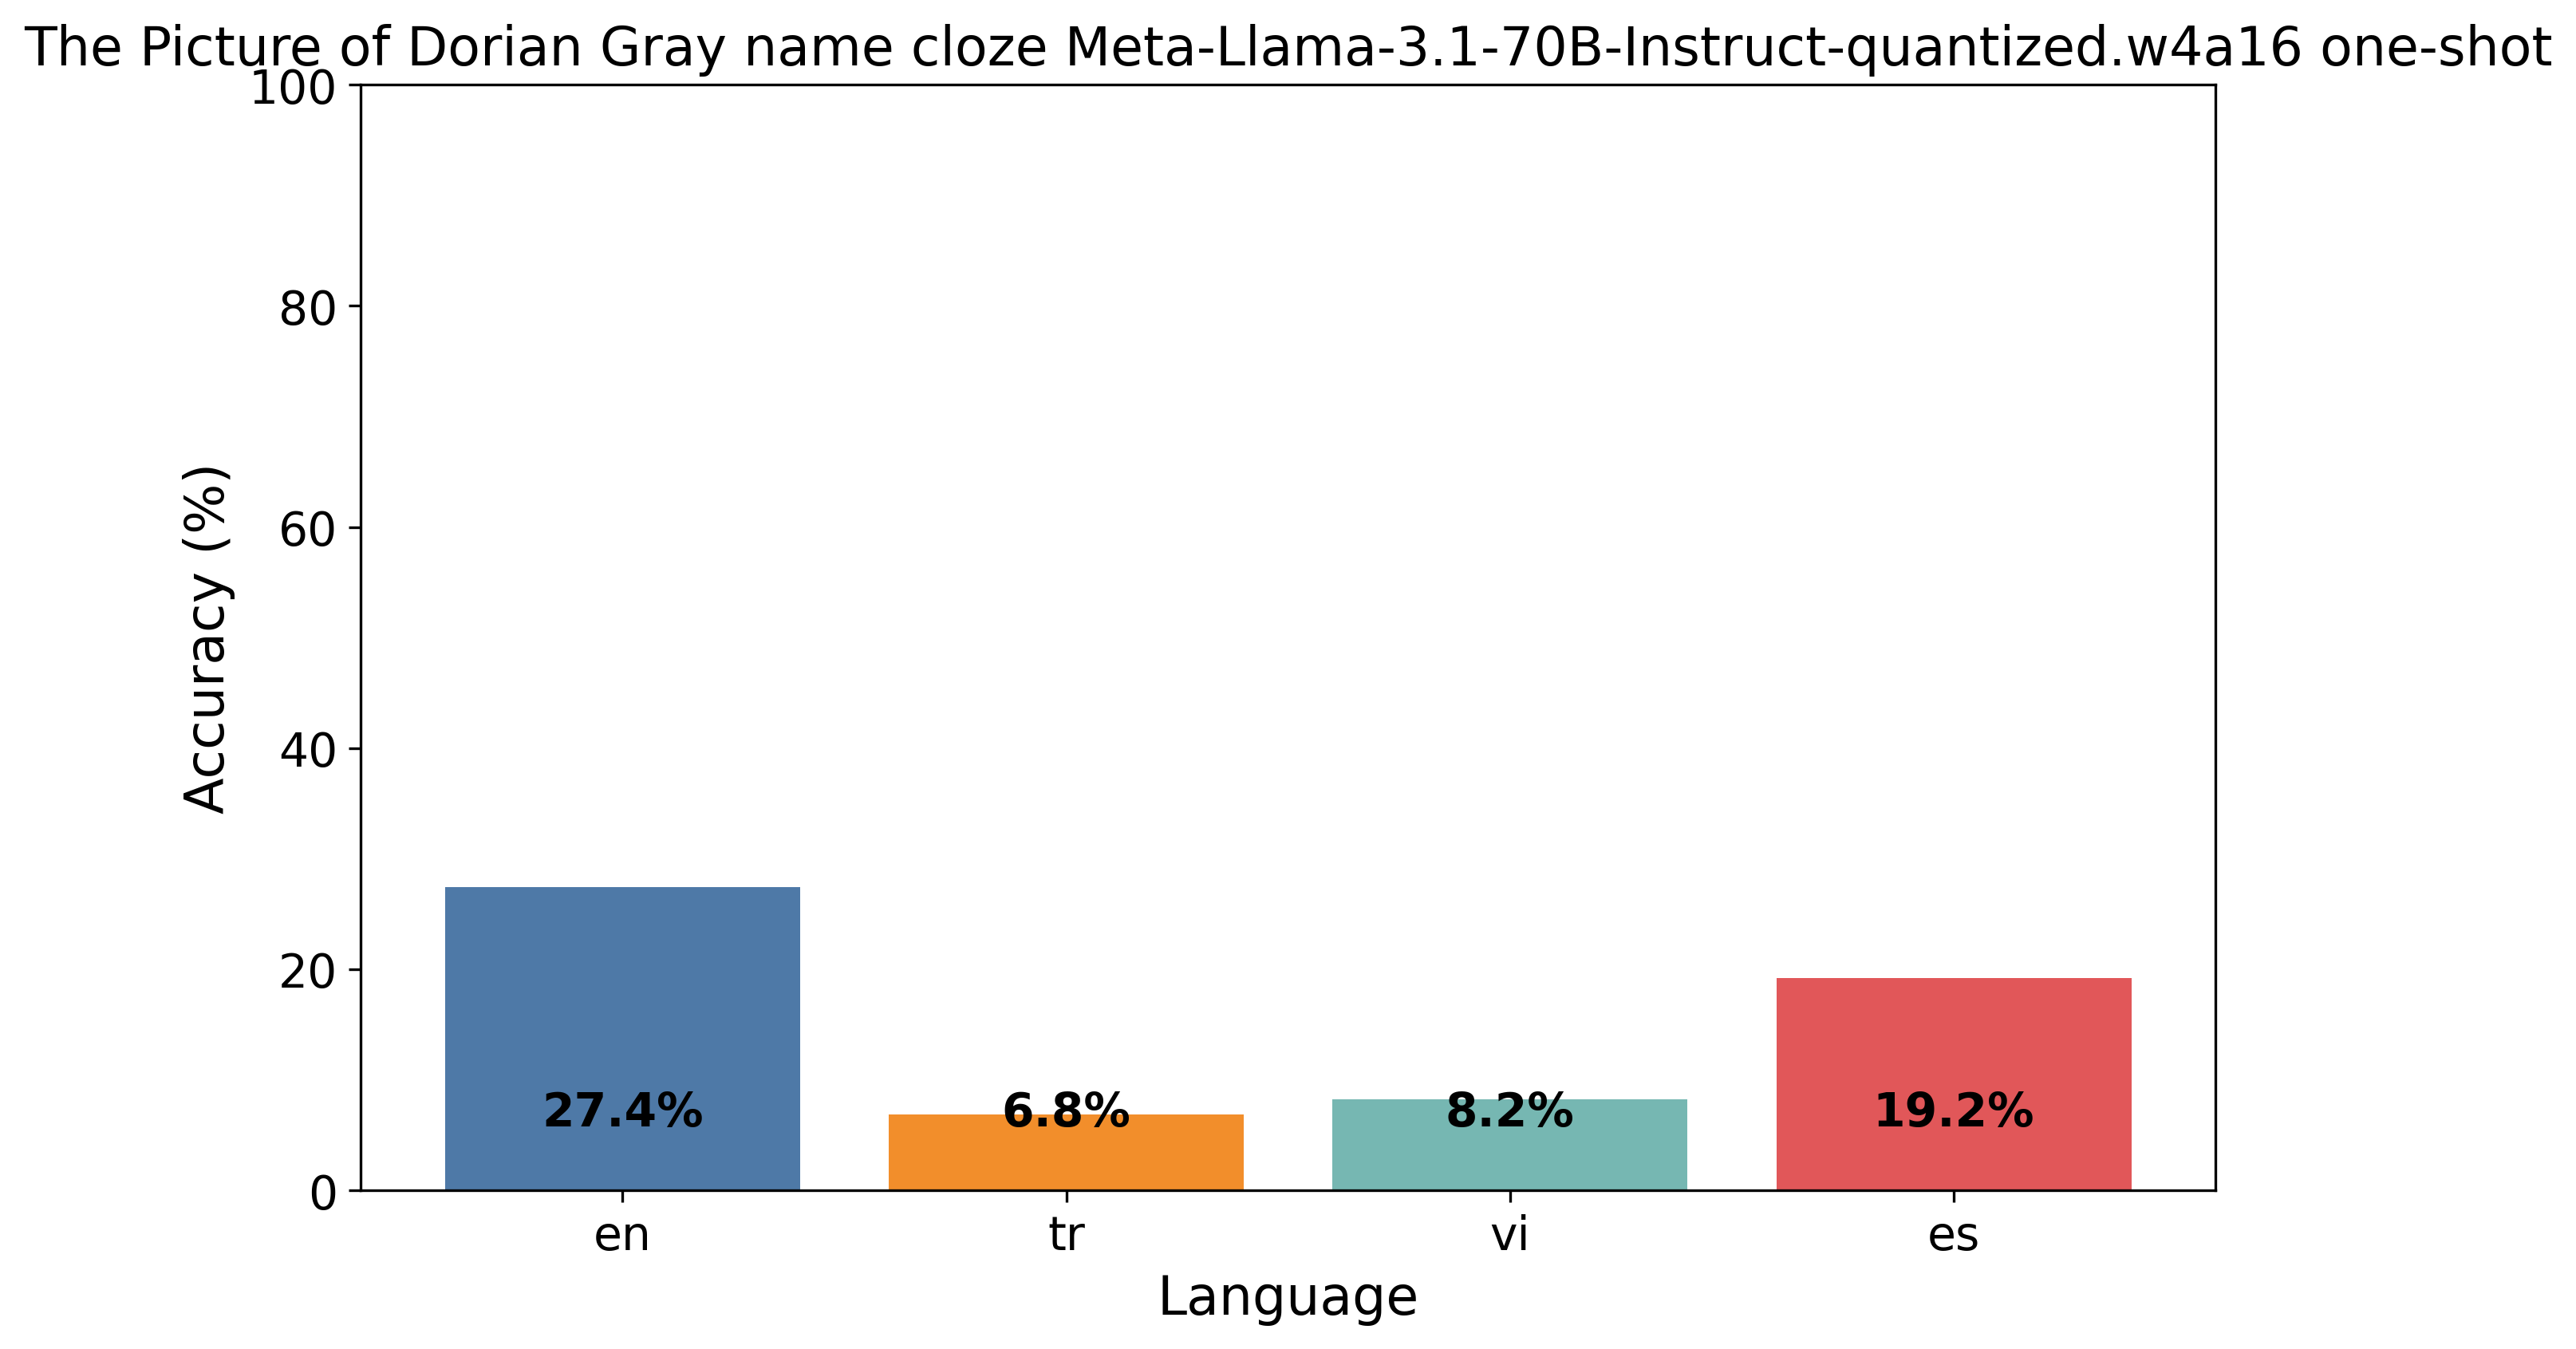 The Picture of Dorian Gray name cloze Meta-Llama-3.1-70B-Instruct-quantized.w4a16 one-shot
100
80
60
40
20
0
Accuracy (%)
27.4%
6.8%
8.2%
19.2%
en
tr
vi
es
Language